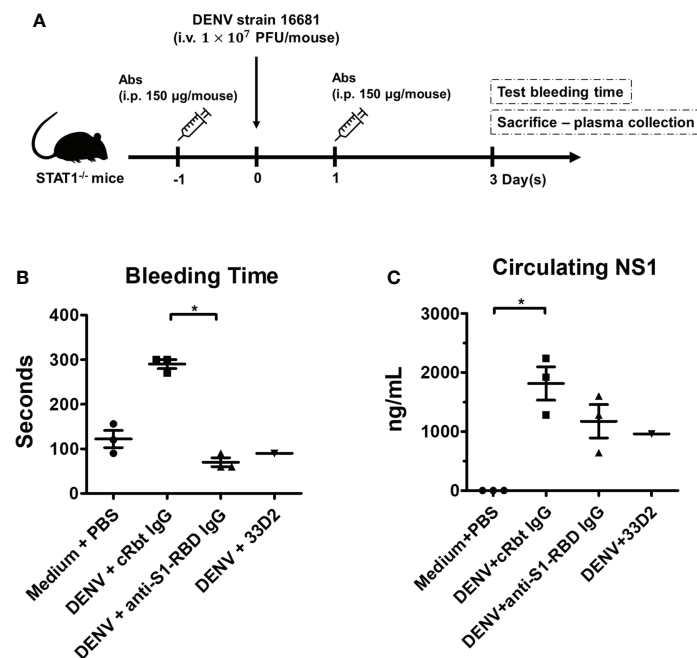 A
DENV strain 16681
(i.v. 1 × 10⁷ PFU/mouse)
Abs
(i.p. 150 µg/mouse)
Abs
(i.p. 150 µg/mouse)
Test bleeding time
Sacrifice – plasma collection
STAT1⁻/⁻ mice
-1
0
1
3 Day(s)
B
Bleeding Time
*
400
300
200
100
0
Seconds
Medium + PBS
DENV + cRbt IgG
DENV + anti-S1-RBD IgG
DENV + 33D2
C
Circulating NS1
*
3000
2000
1000
0
ng/mL
Medium+PBS
DENV+cRbt IgG
DENV+anti-S1-RBD IgG
DENV+33D2